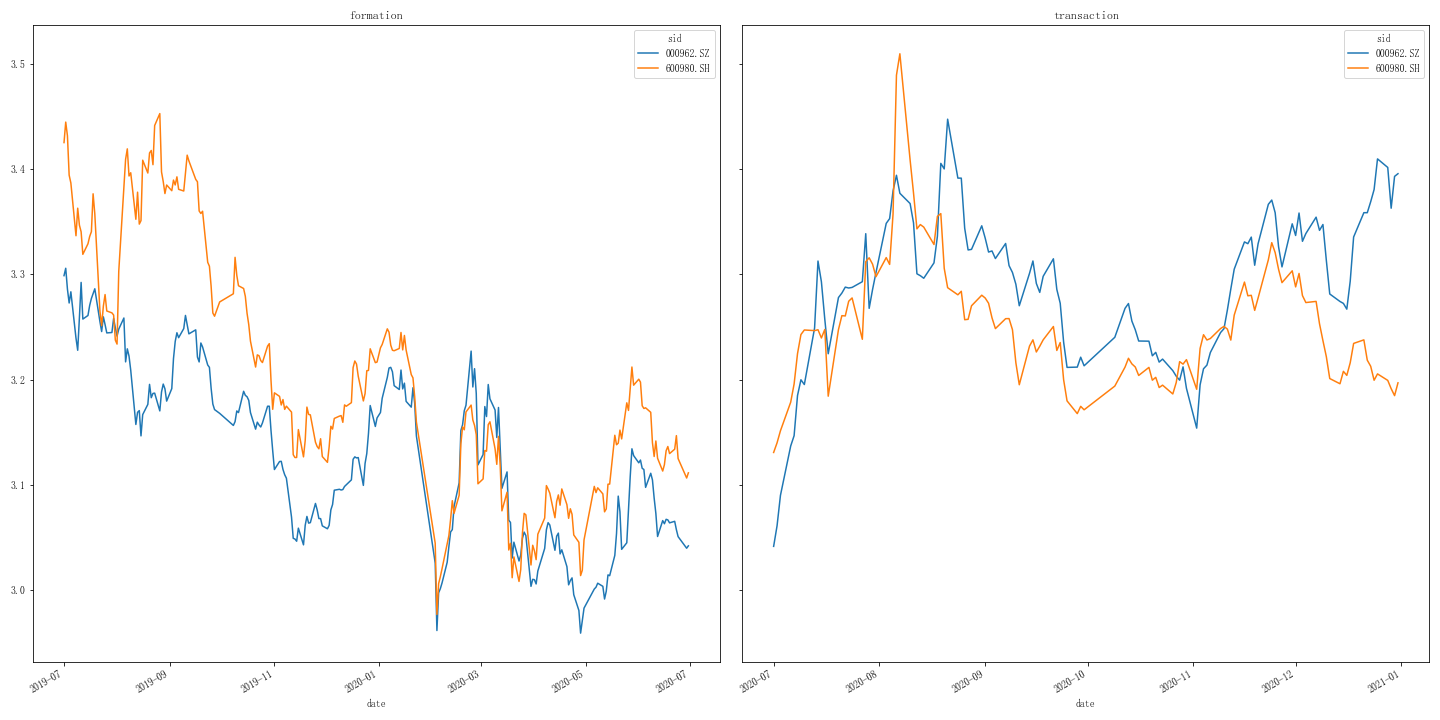 formation
sid
000962.SZ
600980.SH
3.5
3.4
3.3
3.2
3.1
3.0
2019-07
2019-09
2019-11
2020-01
2020-03
2020-05
2020-07
date
transaction
sid
000962.SZ
600980.SH
2020-07
2020-08
2020-09
2020-10
2020-11
2020-12
2021-01
date